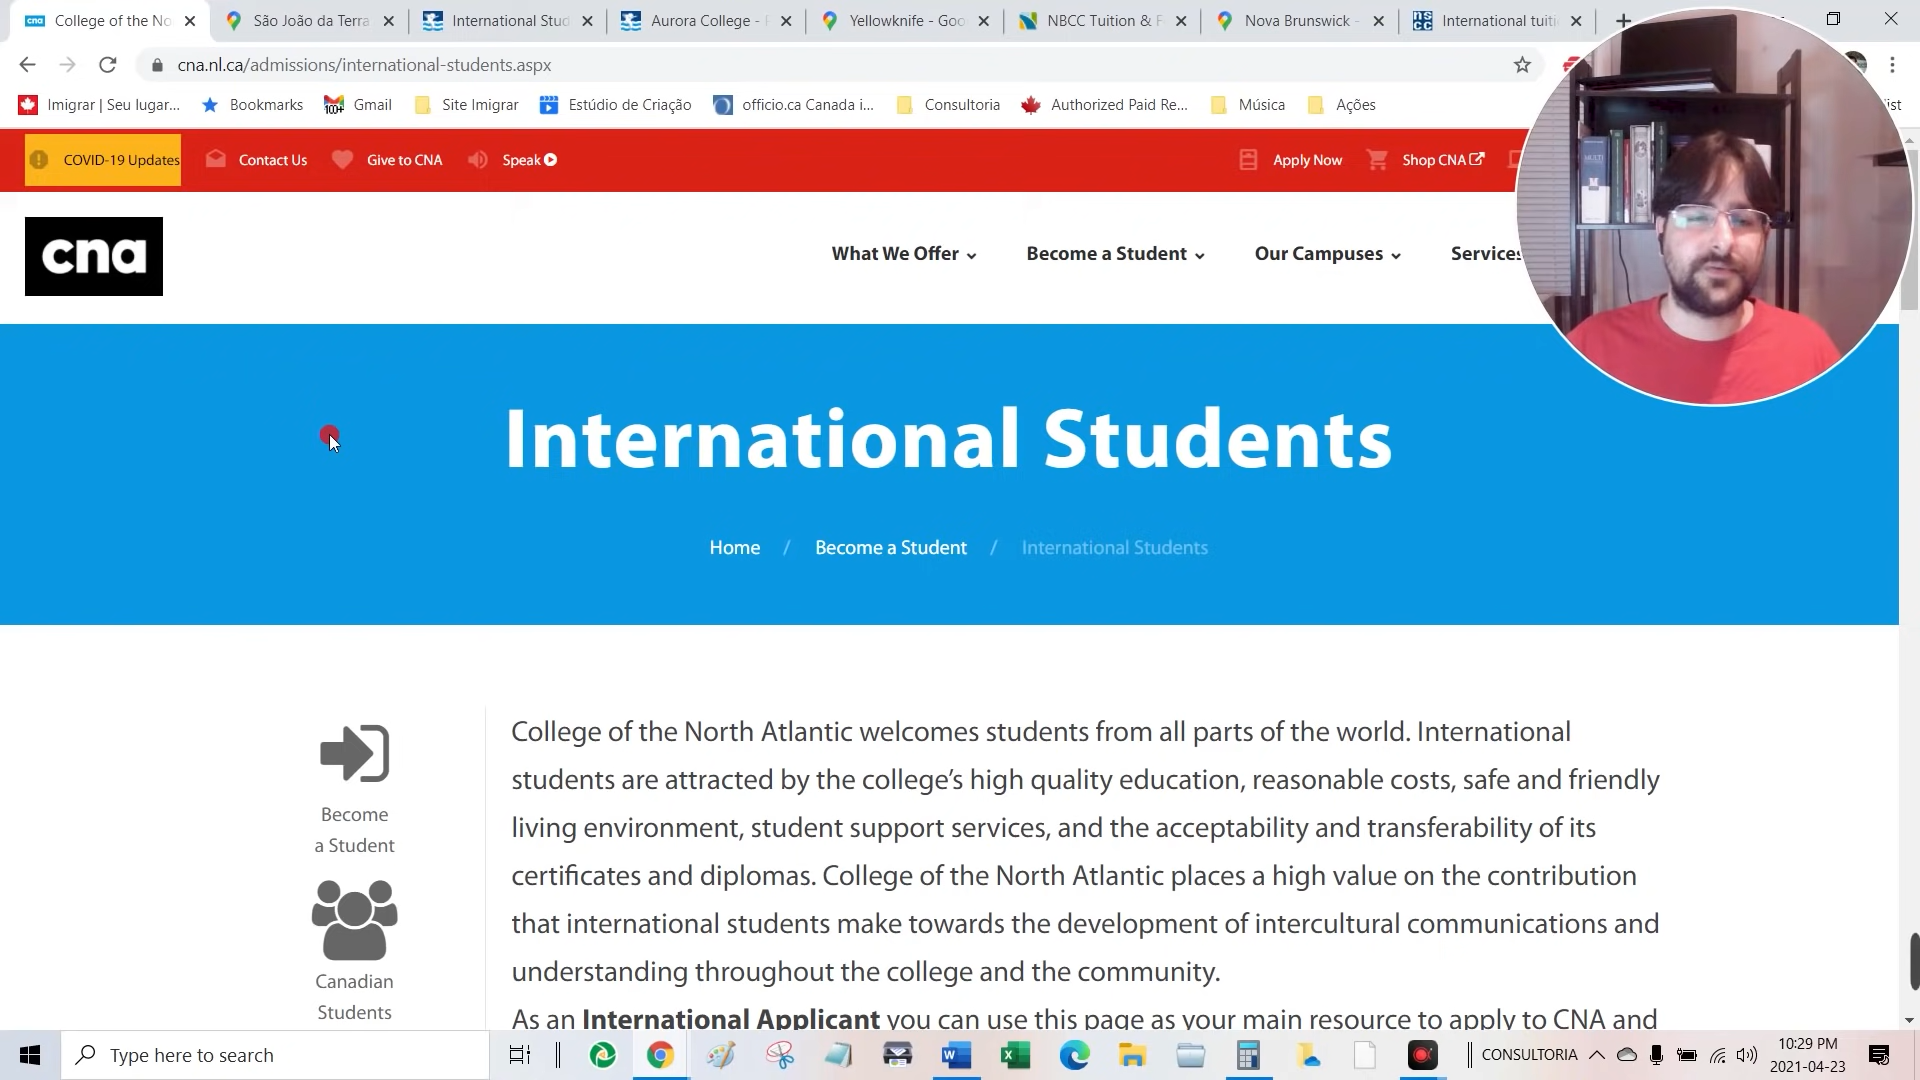 College of the No
São João da Terra
International Stud
Aurora College -
Yellowknife - Goo
NBCC Tuition & F
Nova Brunswick -
International tuiti
cna.nl.ca/admissions/international-students.aspx
Imigrar | Seu lugar...
Bookmarks
Gmail
Site Imigrar
Estúdio de Criação
officio.ca Canada i...
Consultoria
Authorized Paid Re...
Música
Ações
ist
COVID-19 Updates
Contact Us
Give to CNA
Speak
Apply Now
Shop CNA
cna
What We Offer
Become a Student
Our Campuses
Services
International Students
Home / Become a Student / International Students
Become
a Student
Canadian
Students
College of the North Atlantic welcomes students from all parts of the world. International
students are attracted by the college’s high quality education, reasonable costs, safe and friendly
living environment, student support services, and the acceptability and transferability of its
certificates and diplomas. College of the North Atlantic places a high value on the contribution
that international students make towards the development of intercultural communications and
understanding throughout the college and the community.
As an International Applicant you can use this page as your main resource to apply to CNA and
Type here to search
CONSULTORIA
10:29 PM
2021-04-23